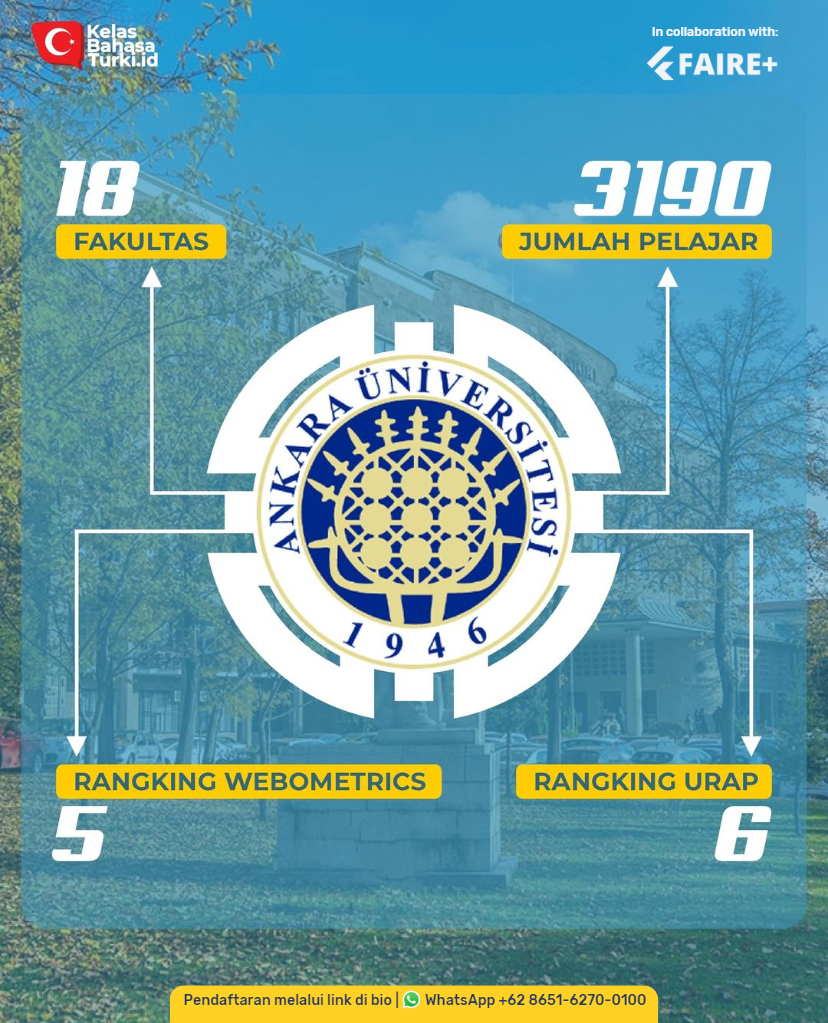 Kelas
Bahasa
Turki.id
In collaboration with:
FAIRE+
18
FAKULTAS
3190
JUMLAH PELAJAR
ANKARA ÜNİVERSİTESİ
1946
RANGKING WEBOMETRICS
5
RANGKING URAP
6
Pendaftaran melalui link di bio | WhatsApp +62 8651-6270-0100